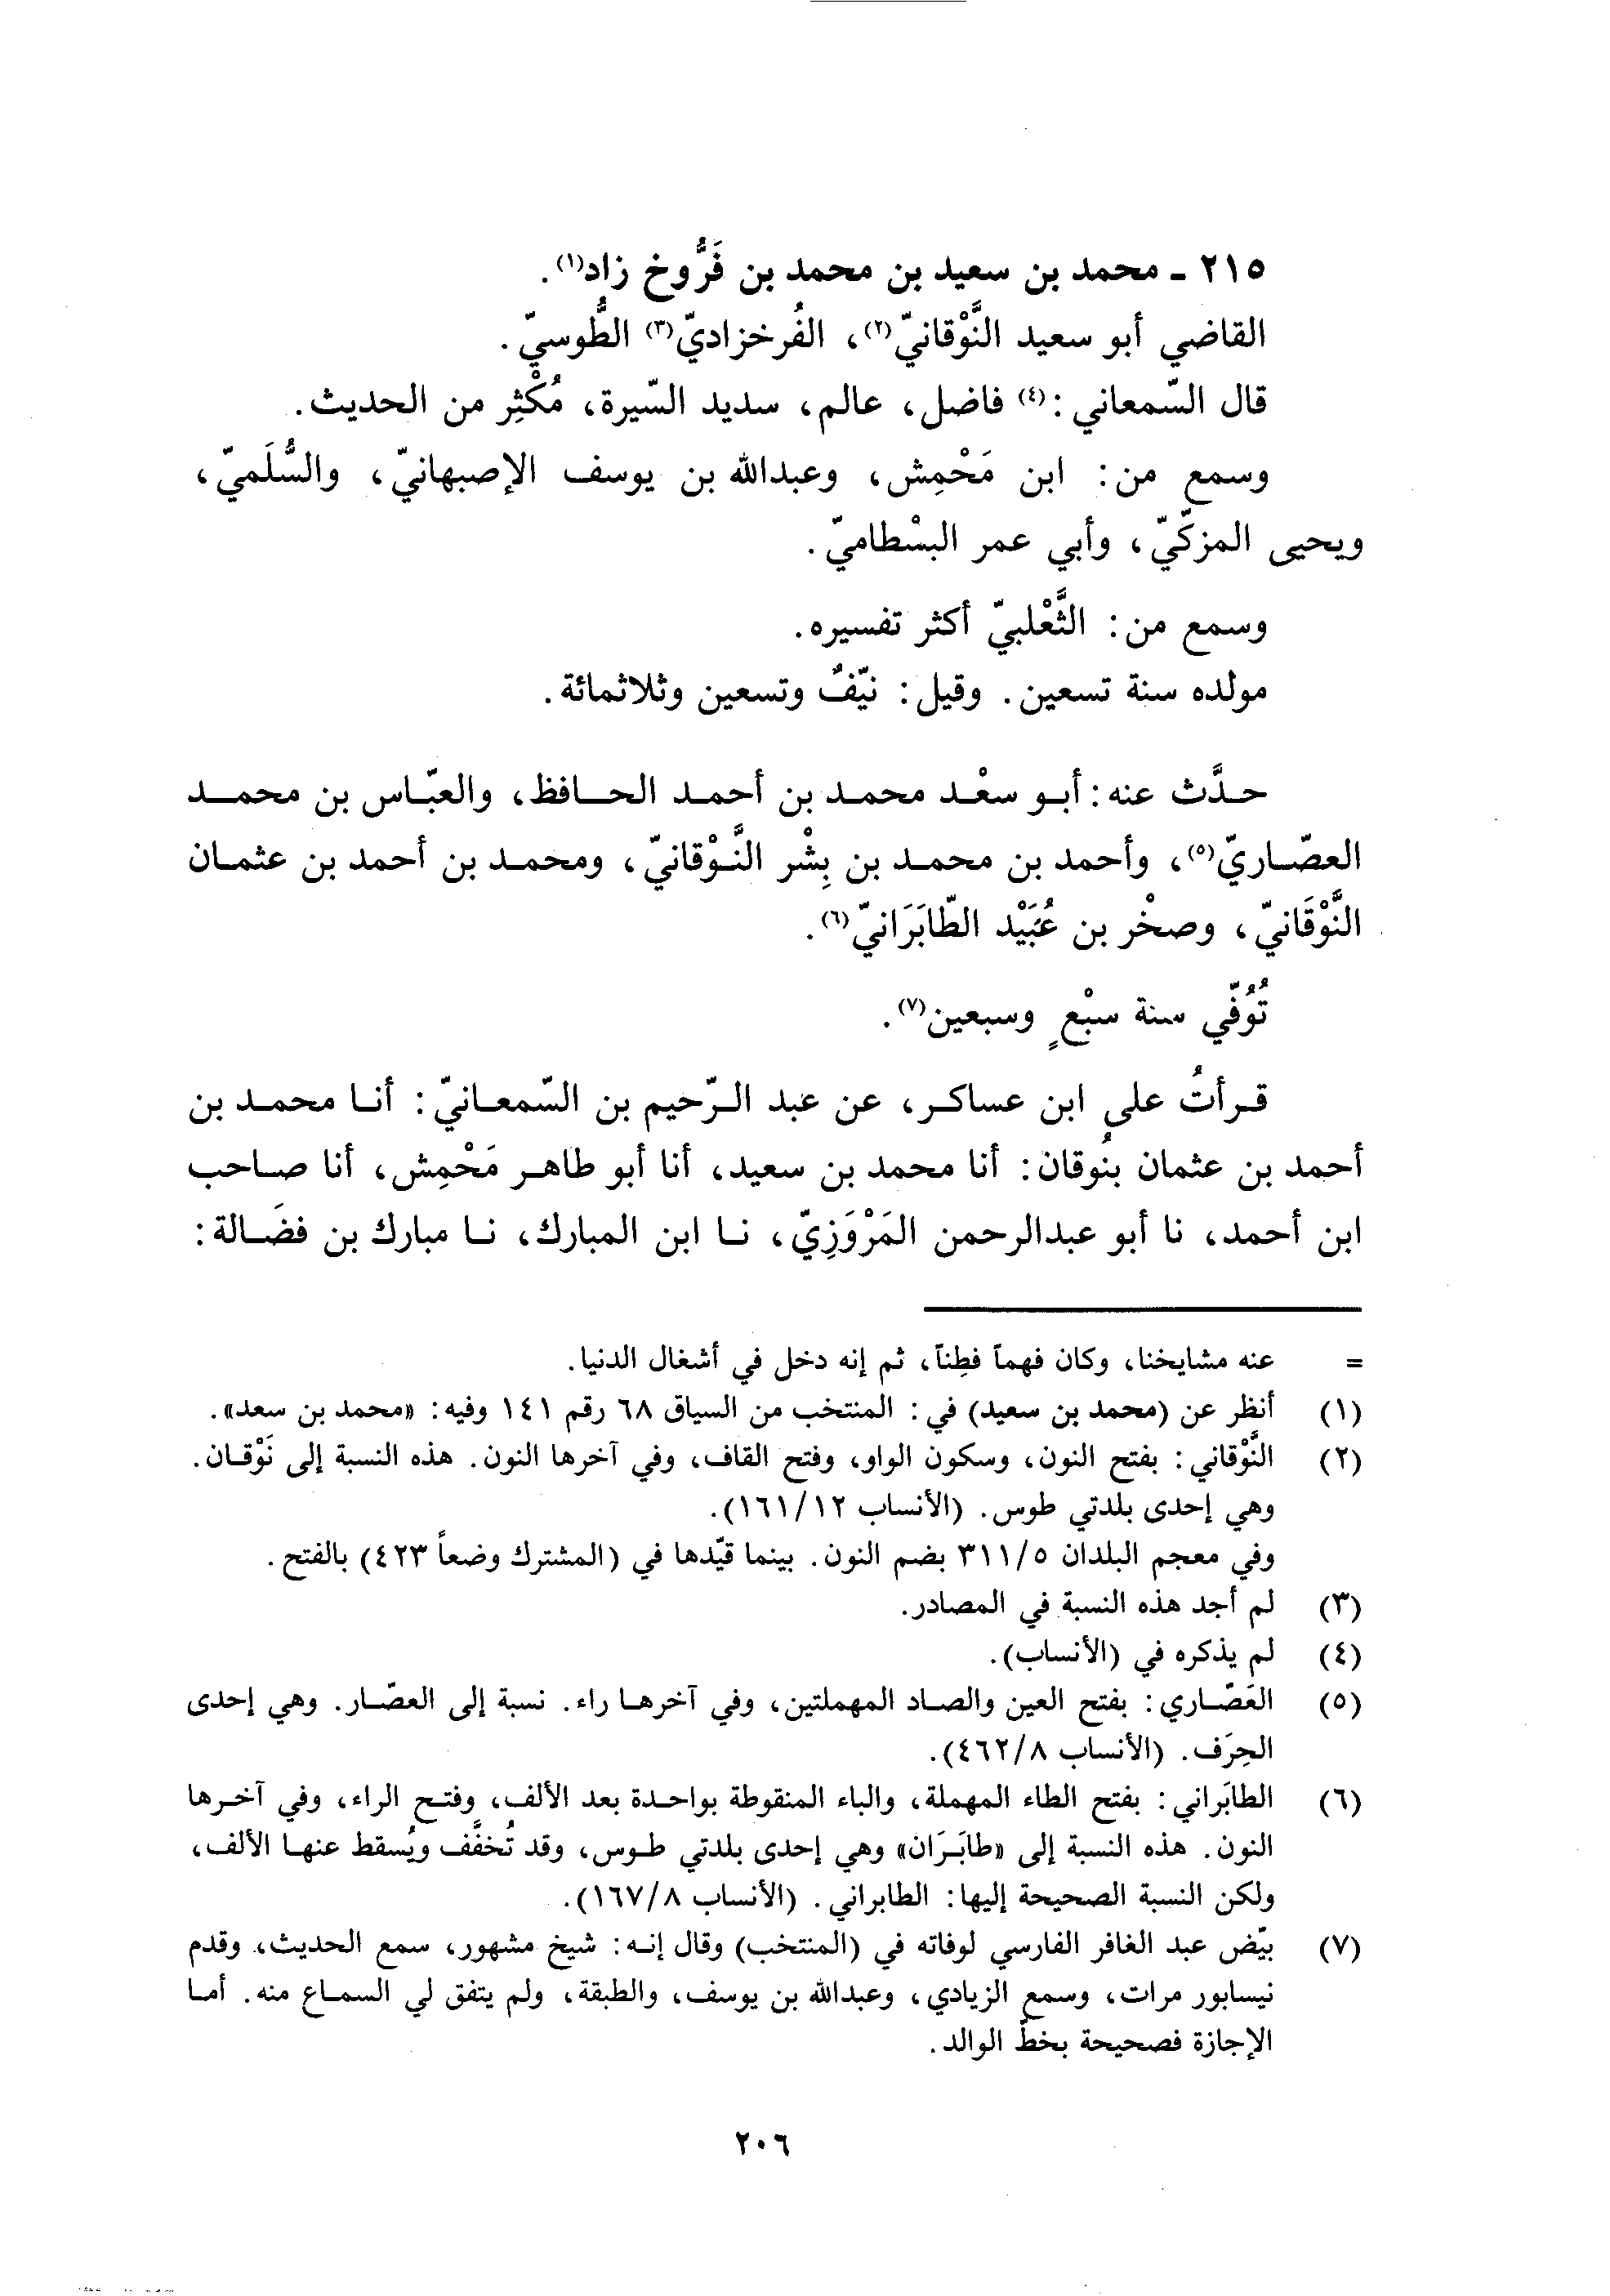 ٢١٥ - محمد بن سعيد بن محمد بن فَرُّوخ زاد(١).
القاضي أبو سعيد النَّوْقانيّ(٢)، الفُرخزاديّ(٣) الطُّوسيّ.
قال السّمعاني:(٤) فاضل، عالم، سديد السّيرة، مُكْثِر من الحديث.
وسمع من: ابن مَحْمِش، وعبدالله بن يوسف الإصبهانيّ، والسُّلَميّ،
ويحيى المزكّيّ، وأبي عمر البسْطاميّ.
وسمع من: الثَّعْلبيّ أكثر تفسيره.
مولده سنة تسعين. وقيل: نيّفٌ وتسعين وثلاثمائة.
حدَّث عنه: أبو سعْد محمد بن أحمد الحافظ، والعبّاس بن محمد
العصّاريّ(٥)، وأحمد بن محمد بن بِشْر النَّوْقانيّ، ومحمد بن أحمد بن عثمان
النَّوْقَانيّ، وصخْر بن عُبَيْد الطّابَرَانيّ(٦).
تُوُفّي سنة سبْعٍ وسبعين(٧).
قرأتُ على ابن عساكر، عن عبد الرّحيم بن السّمعانيّ: أنا محمد بن
أحمد بن عثمان بنُوقان: أنا محمد بن سعيد، أنا أبو طاهر مَحْمِش، أنا صاحب
ابن أحمد، نا أبو عبدالرحمن المَرْوَزِيّ، نا ابن المبارك، نا مبارك بن فضَالة:
= عنه مشايخنا، وكان فهماً فطِناً، ثم إنه دخل في أشغال الدنيا.
(١) أنظر عن (محمد بن سعيد) في: المنتخب من السياق ٦٨ رقم ١٤١ وفيه: «محمد بن سعد».
(٢) النَّوْقاني: بفتح النون، وسكون الواو، وفتح القاف، وفي آخرها النون. هذه النسبة إلى نَوْقان.
وهي إحدى بلدتي طوس. (الأنساب ١٦١/١٢).
وفي معجم البلدان ٣١١/٥ بضم النون. بينما قيّدها في (المشترك وضعاً ٤٢٣) بالفتح.
(٣) لم أجد هذه النسبة في المصادر.
(٤) لم يذكره في (الأنساب).
(٥) العَصّاري: بفتح العين والصاد المهملتين، وفي آخرها راء. نسبة إلى العصّار. وهي إحدى
الحِرَف. (الأنساب ٤٦٢/٨).
(٦) الطابَراني: بفتح الطاء المهملة، والباء المنقوطة بواحدة بعد الألف، وفتح الراء، وفي آخرها
النون. هذه النسبة إلى «طابَرَان» وهي إحدى بلدتي طوس، وقد تُخفَّف ويُسقط عنها الألف،
ولكن النسبة الصحيحة إليها: الطابراني. (الأنساب ١٦٧/٨).
(٧) بيّض عبد الغافر الفارسي لوفاته في (المنتخب) وقال إنه: شيخ مشهور، سمع الحديث، وقدم
نيسابور مرات، وسمع الزيادي، وعبدالله بن يوسف، والطبقة، ولم يتفق لي السماع منه. أما
الإجازة فصحيحة بخطّ الوالد.
٢٠٦